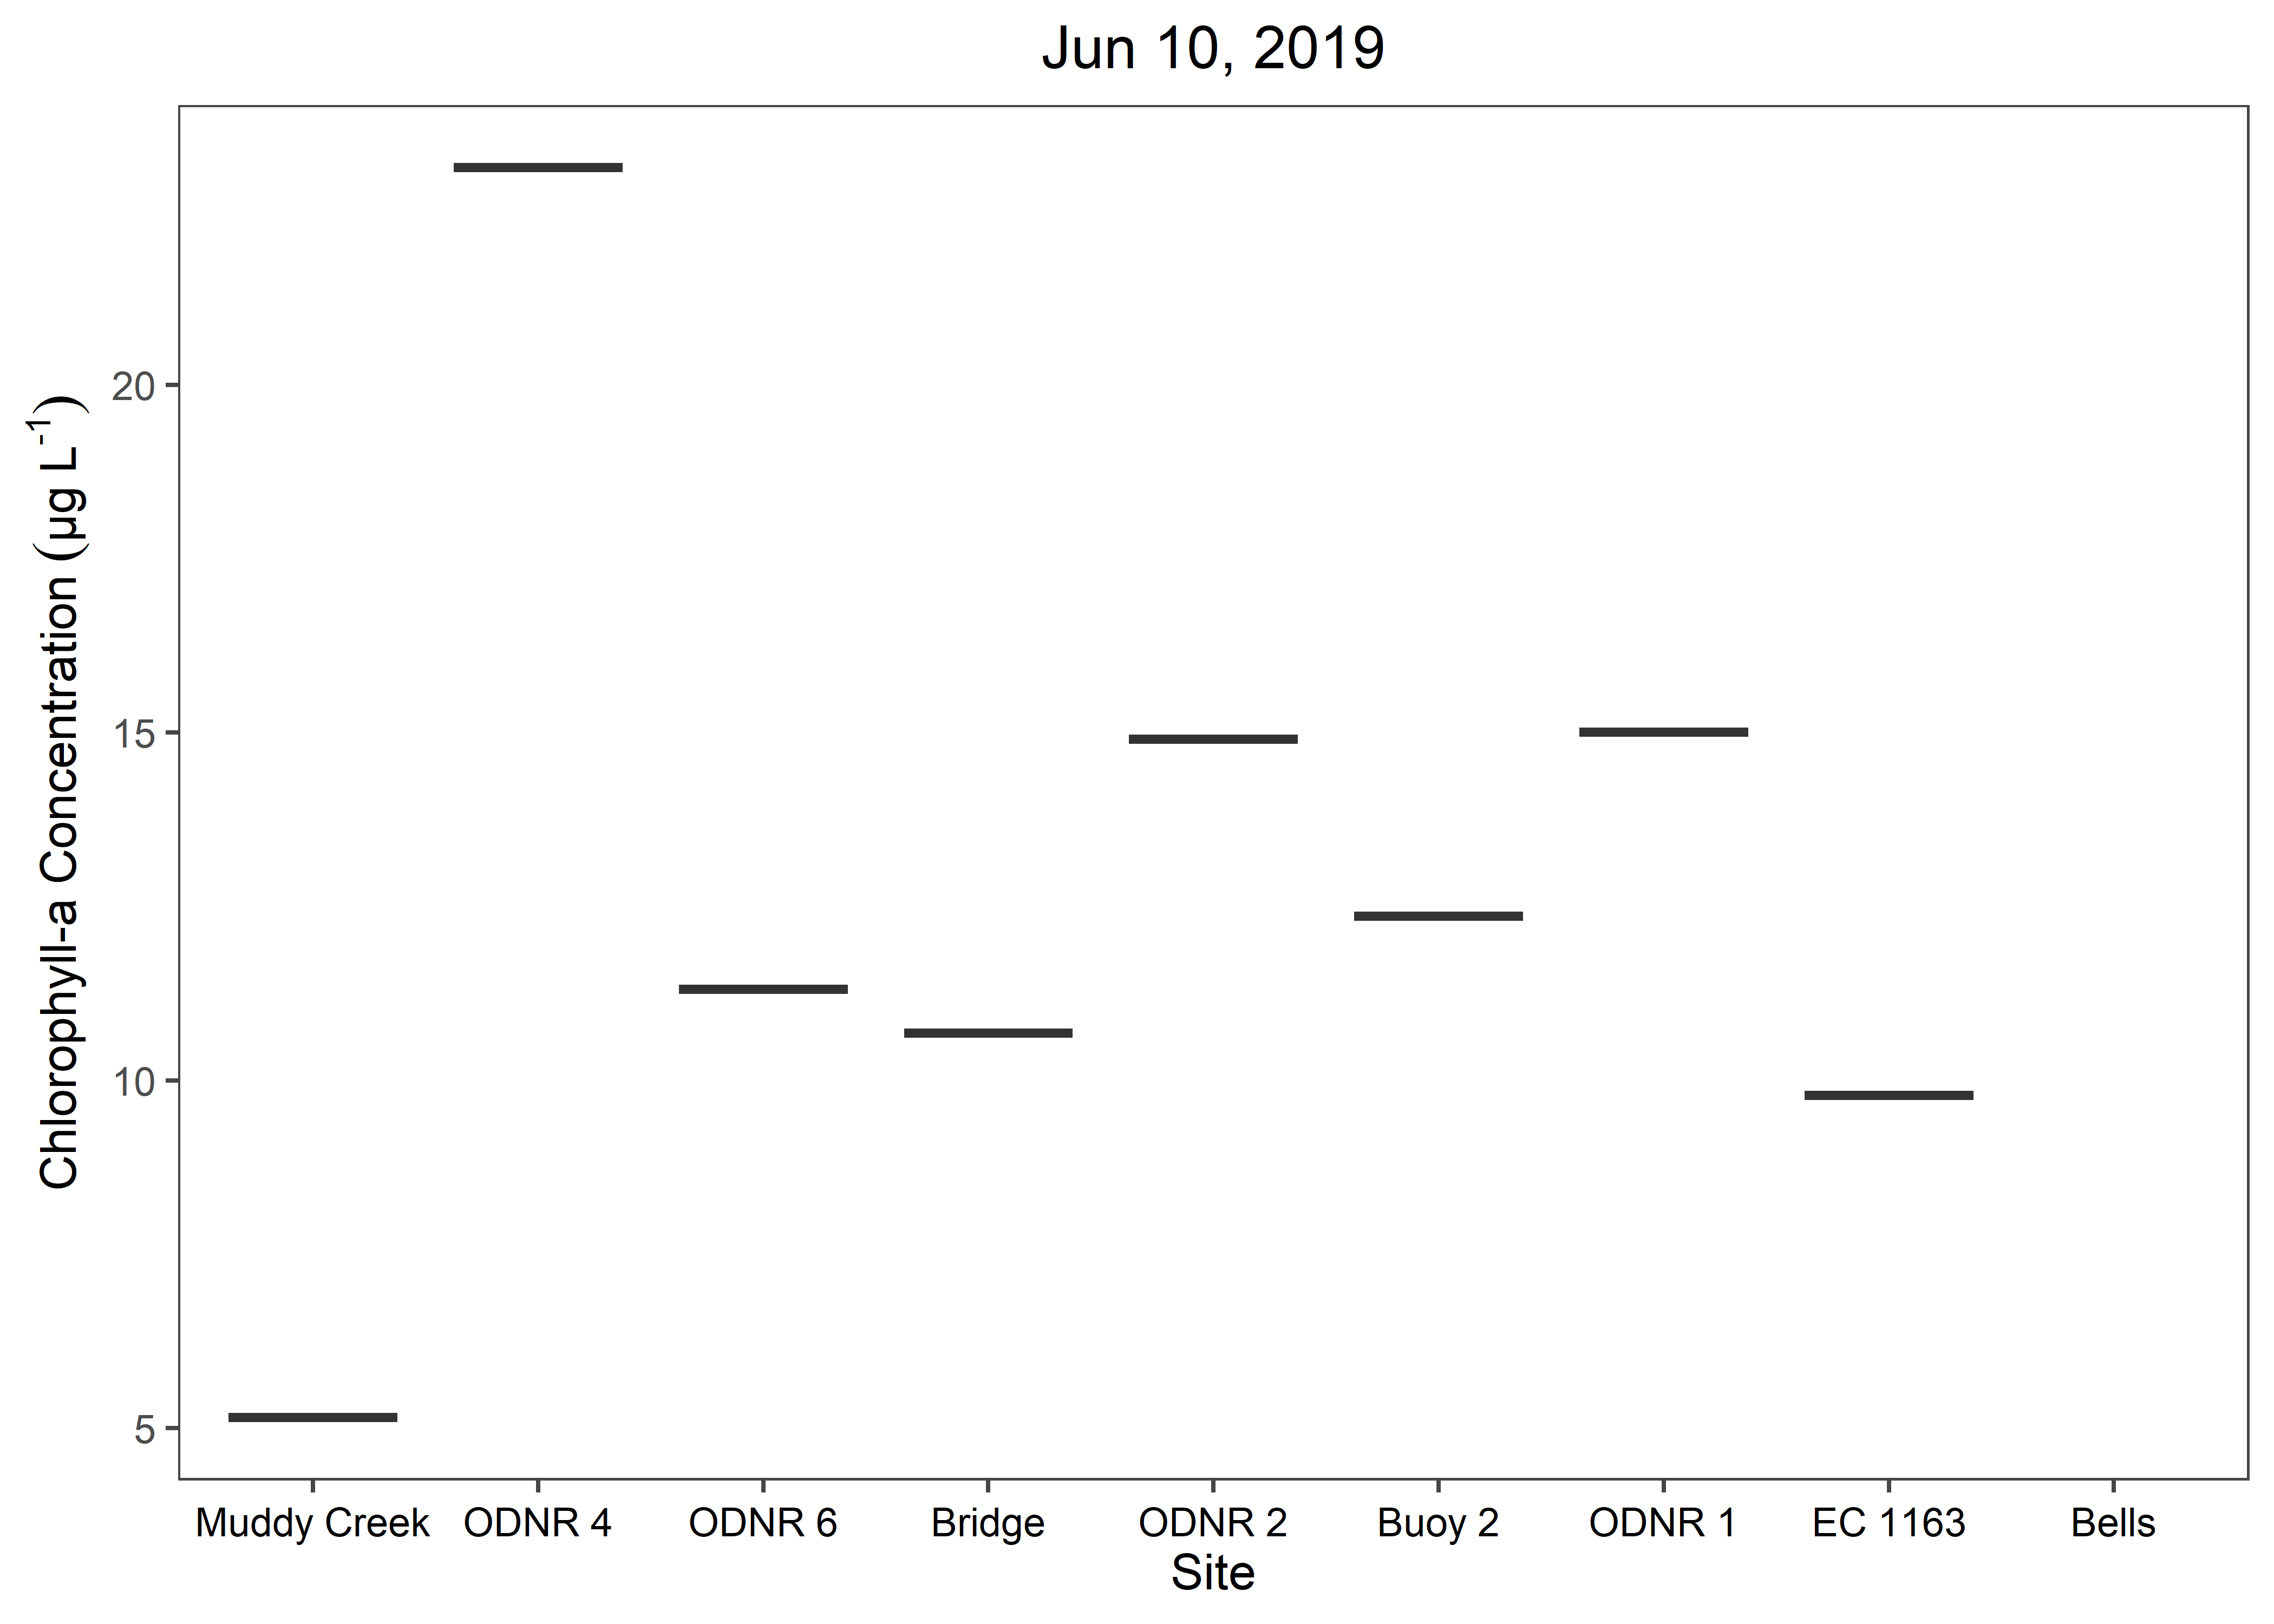 Jun 10, 2019
Chlorophyll-a Concentration (µg L⁻¹)
20
15
10
5
Muddy Creek ODNR 4 ODNR 6 Bridge ODNR 2 Buoy 2 ODNR 1 EC 1163 Bells
Site